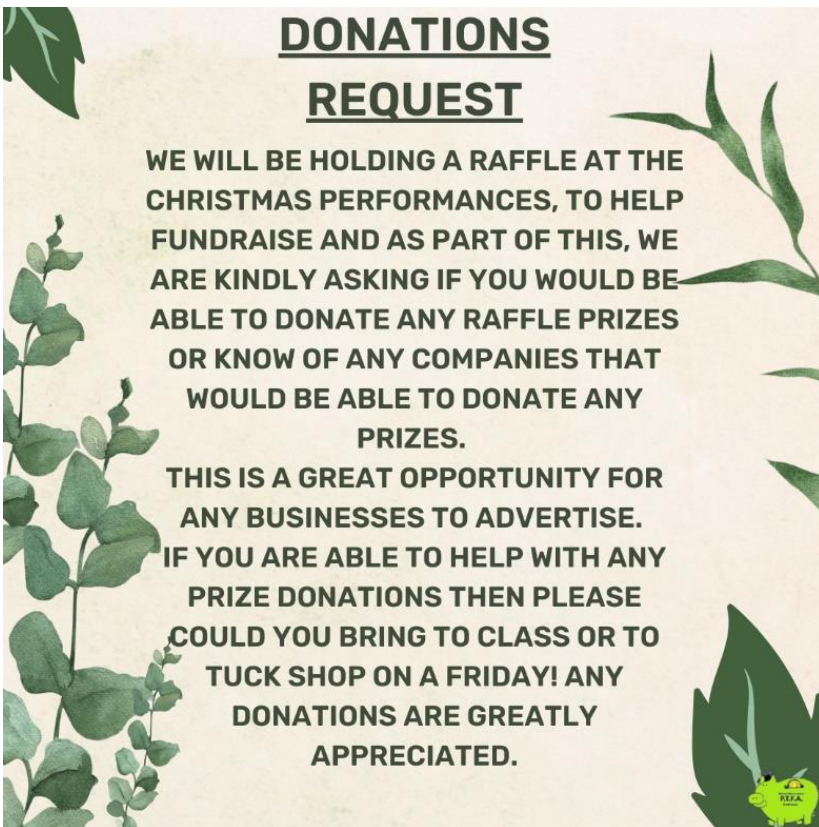 DONATIONS
REQUEST
WE WILL BE HOLDING A RAFFLE AT THE
CHRISTMAS PERFORMANCES, TO HELP
FUNDRAISE AND AS PART OF THIS, WE
ARE KINDLY ASKING IF YOU WOULD BE
ABLE TO DONATE ANY RAFFLE PRIZES
OR KNOW OF ANY COMPANIES THAT
WOULD BE ABLE TO DONATE ANY
PRIZES.
THIS IS A GREAT OPPORTUNITY FOR
ANY BUSINESSES TO ADVERTISE.
IF YOU ARE ABLE TO HELP WITH ANY
PRIZE DONATIONS THEN PLEASE
COULD YOU BRING TO CLASS OR TO
TUCK SHOP ON A FRIDAY! ANY
DONATIONS ARE GREATLY
APPRECIATED.